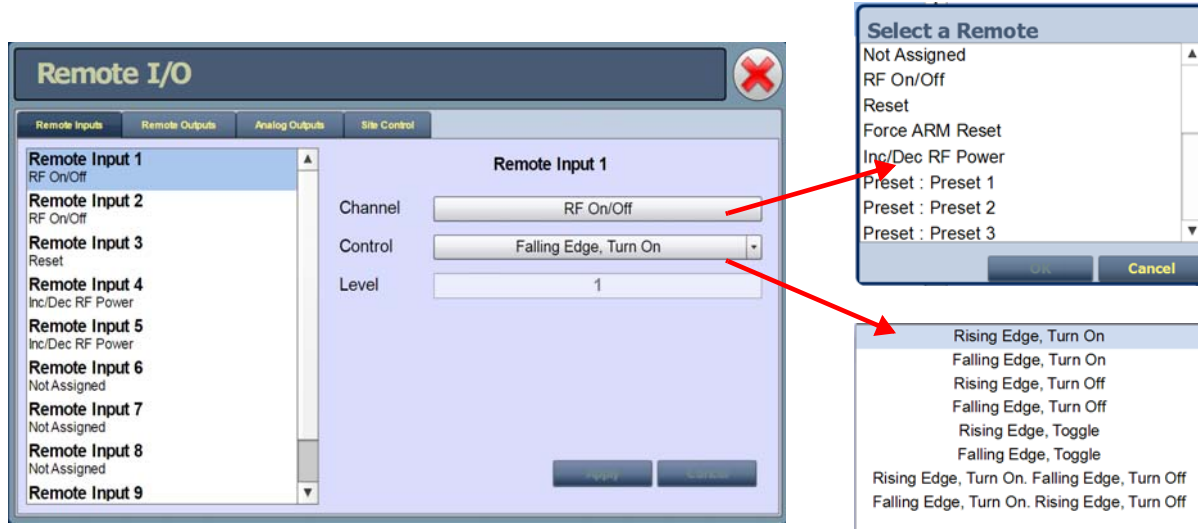 Remote I/O
Remote Inputs Remote Outputs Analog Outputs Site Control
Remote Input 1
RF On/Off
Remote Input 2
RF On/Off
Remote Input 3
Reset
Remote Input 4
Inc/Dec RF Power
Remote Input 5
Inc/Dec RF Power
Remote Input 6
Not Assigned
Remote Input 7
Not Assigned
Remote Input 8
Not Assigned
Remote Input 9
Remote Input 1
Channel RF On/Off
Control Falling Edge, Turn On
Level 1
Apply Cancel
Select a Remote
Not Assigned
RF On/Off
Reset
Force ARM Reset
Inc/Dec RF Power
Preset : Preset 1
Preset : Preset 2
Preset : Preset 3
OK Cancel
Rising Edge, Turn On
Falling Edge, Turn On
Rising Edge, Turn Off
Falling Edge, Turn Off
Rising Edge, Toggle
Falling Edge, Toggle
Rising Edge, Turn On. Falling Edge, Turn Off
Falling Edge, Turn On. Rising Edge, Turn Off